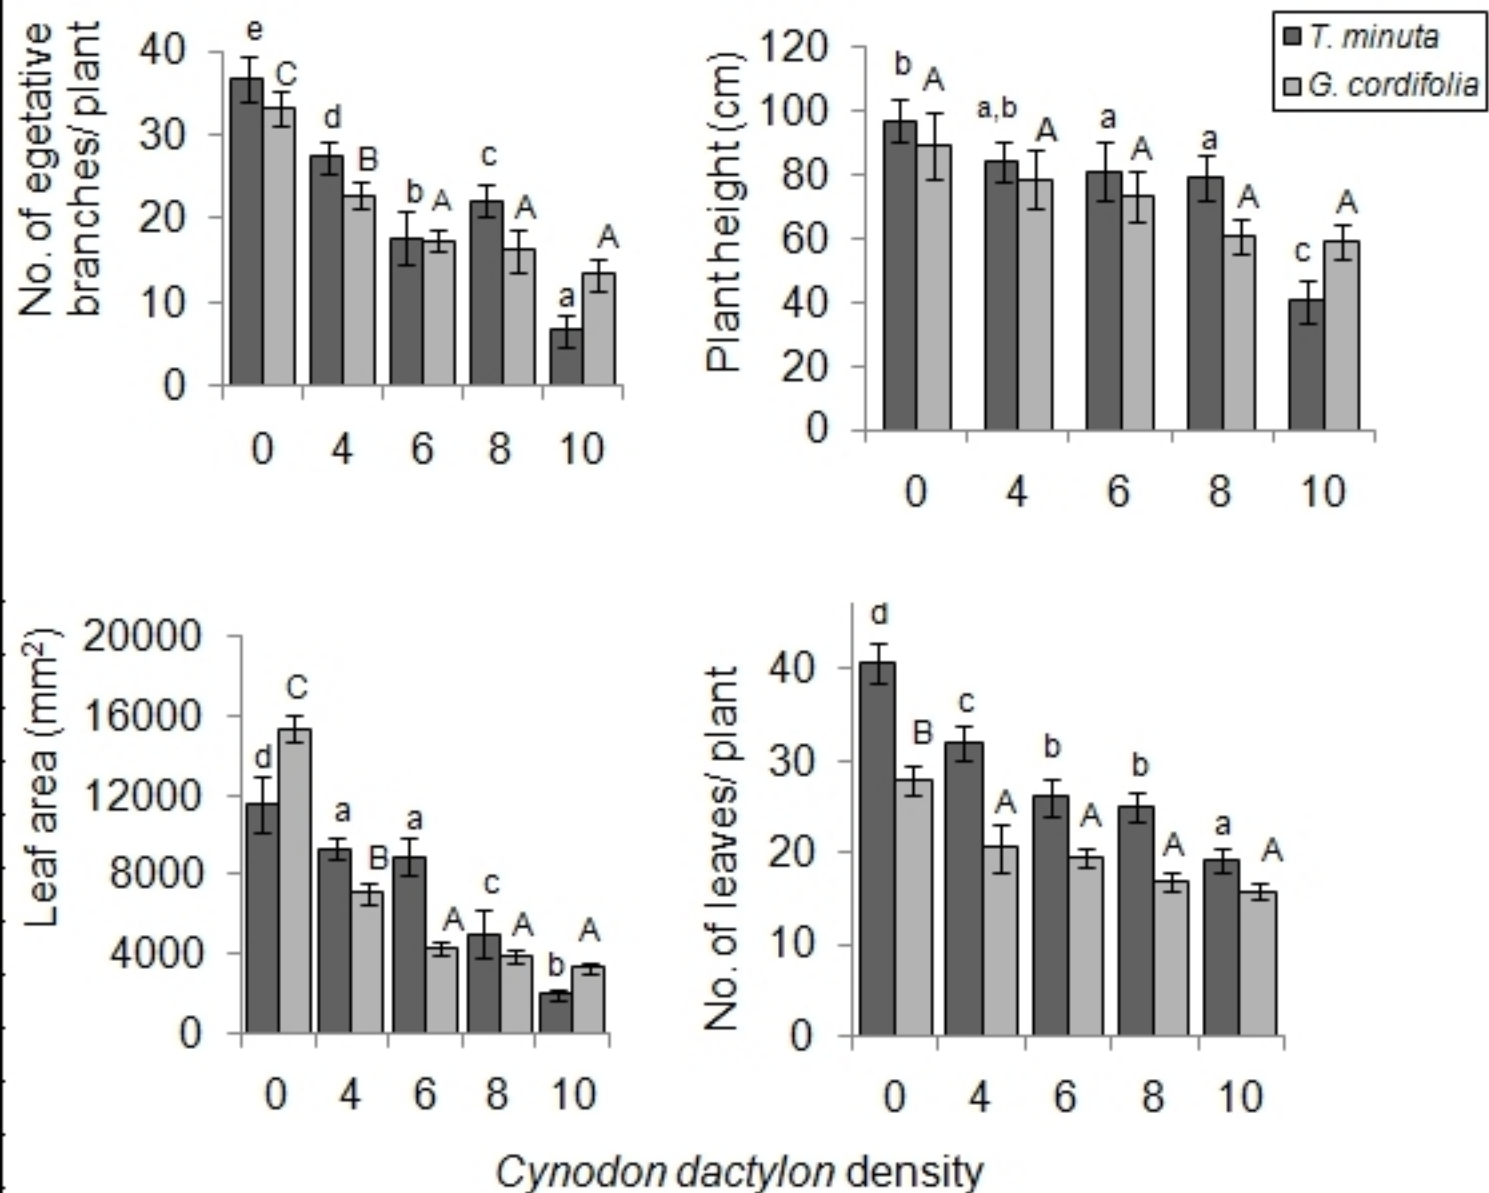 No. of egetative
branches/ plant
40
30
20
10
0
e
C
d
B
b
A
c
A
a
A
0 4 6 8 10
Plant height (cm)
120
100
80
60
40
20
0
b
A
a,b
A
a
A
a
A
c
A
0 4 6 8 10
T. minuta
G. cordifolia
Leaf area (mm²)
20000
16000
12000
8000
4000
0
d
C
a
B
a
A
c
A
b
A
0 4 6 8 10
No. of leaves/ plant
40
30
20
10
0
d
B
c
A
b
A
b
A
a
A
0 4 6 8 10
Cynodon dactylon density